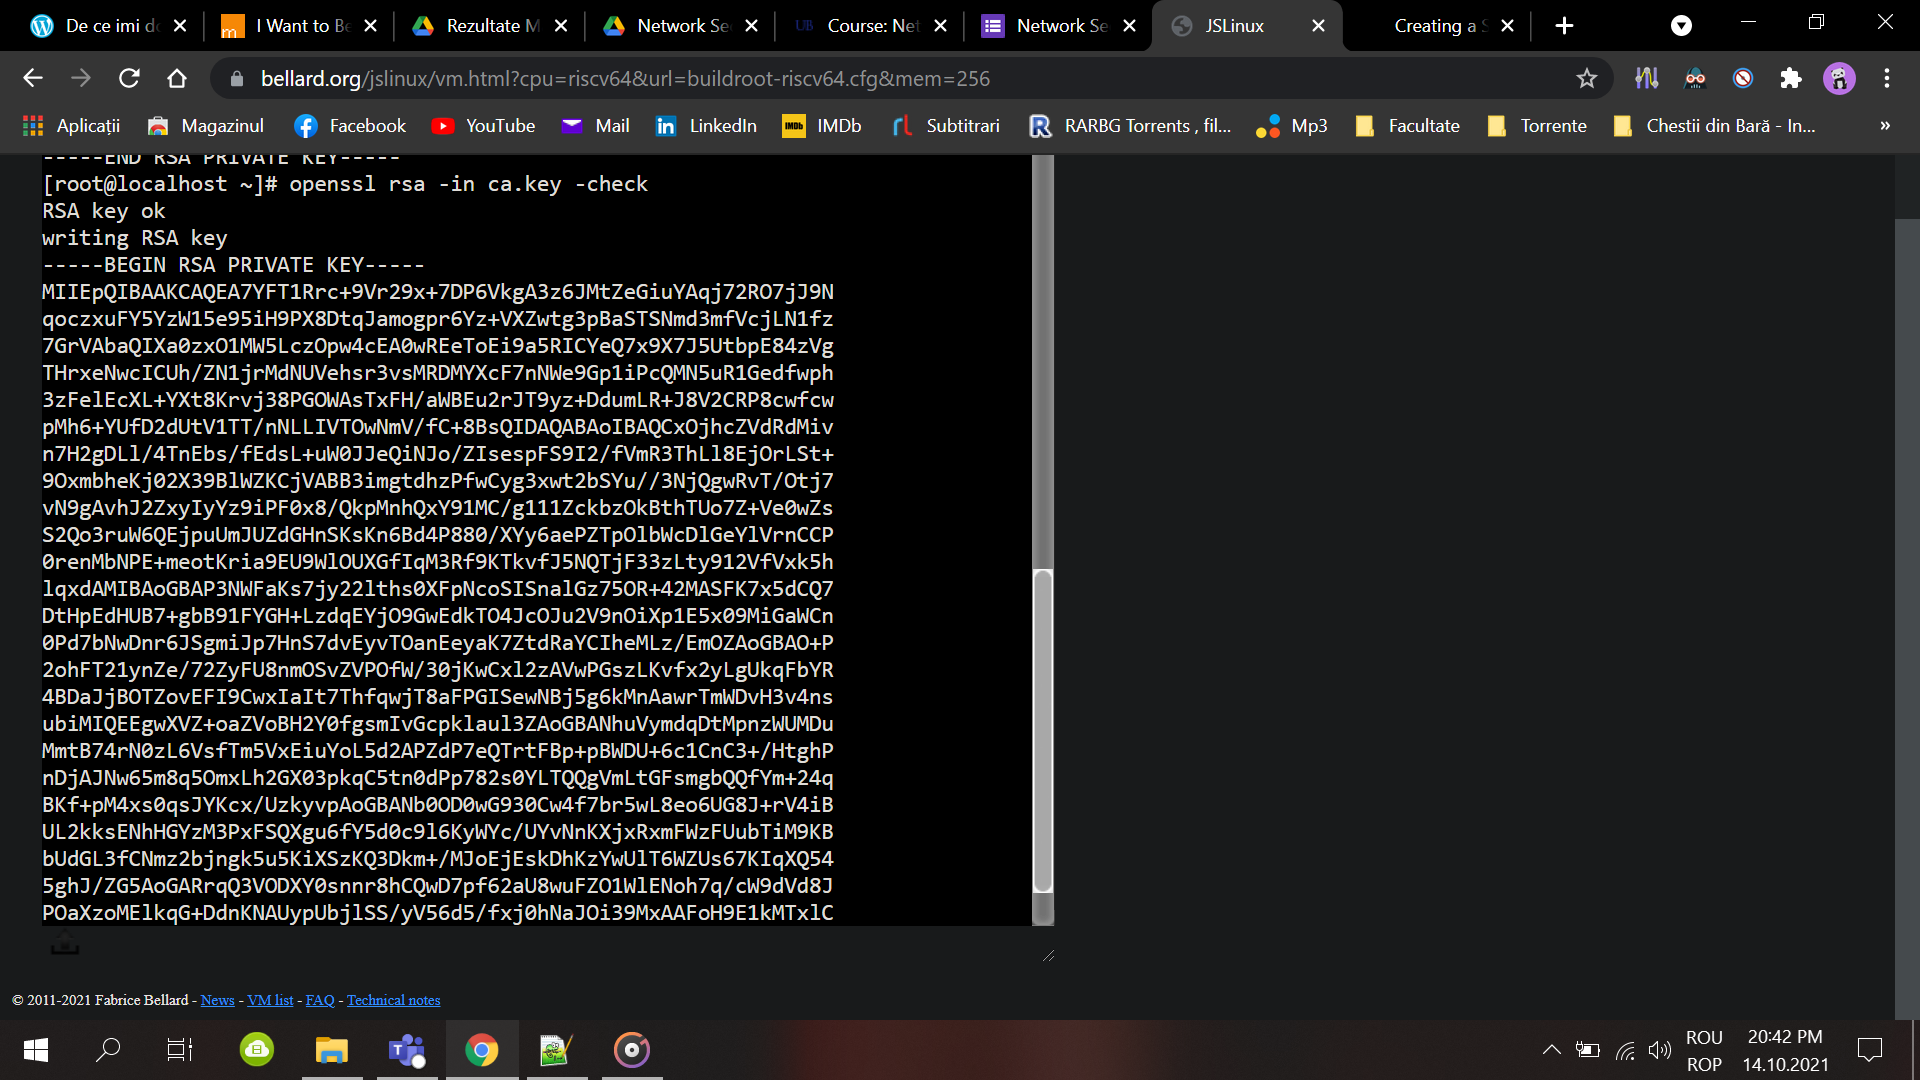 De ce imi d
I Want to Be
Rezultate M
Network Se
Course: Net
Network Se
JSLinux
Creating a S
bellard.org/jslinux/vm.html?cpu=riscv64&url=buildroot-riscv64.cfg&mem=256
Aplicații
Magazinul
Facebook
YouTube
Mail
LinkedIn
IMDb
Subtitrari
RARBG Torrents , fil...
Mp3
Facultate
Torrente
Chestii din Bară - In...
»
-----END RSA PRIVATE KEY-----
[root@localhost ~]# openssl rsa -in ca.key -check
RSA key ok
writing RSA key
-----BEGIN RSA PRIVATE KEY-----
MIIEpQIBAAKCAQEA7YFT1Rrc+9Vr29x+7DP6VkgA3z6JMtZeGiuYAqj72RO7jJ9N
qoczxuFY5YzW15e95iH9PX8DtqJamogpr6Yz+VXZwtg3pBaSTSNmd3mfVcjLN1fz
7GrVAbaQIXa0zxO1MW5LczOpw4cEA0wREeToEi9a5RICYeQ7x9X7J5UtbpE84zVg
THrxeNwcICUh/ZN1jrMdNUVehsr3vsMRDMYXcF7nNWe9Gp1iPcQMN5uR1Gedfwph
3zFelEcXL+YXt8Krvj38PGOWAsTxFH/aWBEu2rJT9yz+DdumLR+J8V2CRP8cwfcw
pMh6+YUfD2dUtV1TT/nNLLIVTOwNmV/fC+8BsQIDAQABAoIBAQCxOjhcZVdRdMiv
n7H2gDLl/4TnEbs/fEdsL+uW0JJeQiNJo/ZIsespFS9I2/fVmR3ThLl8EjOrLSt+
9OxmbheKj02X39BlWZKCjVABB3imgtdhzPfwCyg3xwt2bSYu//3NjQgwRvT/Otj7
vN9gAvhJ2ZxyIyYz9iPF0x8/QkpMnhQxY91MC/g111ZckbzOkBthTUo7Z+Ve0wZs
S2Qo3ruW6QEjpuUmJUZdGHnSKsKn6Bd4P880/XYy6aePZTpOlbWcDlGeYlVrnCCP
0renMbNPE+meotKria9EU9WlOUXGfIqM3Rf9KTkvfJ5NQTjF33zLty912VfVxk5h
lqxdAMIBAoGBAP3NWFaKs7jy22lths0XFpNcoSISnalGz75OR+42MASFK7x5dCQ7
DtHpEdHUB7+gbB91FYGH+LzdqEYjO9GwEdkTO4JcOJu2V9nOiXp1E5x09MiGaWCn
0Pd7bNwDnr6JSgmiJp7HnS7dvEyvTOanEeyaK7ZtdRaYCIheMLz/EmOZAoGBAO+P
2ohFT21ynZe/72ZyFU8nmOSvZVPOfW/30jKwCxl2zAVwPGszLKvfx2yLgUkqFbYR
4BDaJjBOTZovEFI9CwxIaIt7ThfqwjT8aFPGISewNBj5g6kMnAawrTmWDvH3v4ns
ubiMIQEEgwXVZ+oaZVoBH2Y0fgsmIvGcpklaul3ZAoGBANhuVymdqDtMpnzWUMDu
MmtB74rN0zL6VsfTm5VxEiuYoL5d2APZdP7eQTrtFBp+pBWDU+6c1CnC3+/HtghP
nDjAJNw65m8q5OmxLh2GX03pkqC5tn0dPp782s0YLTQQgVmLtGFsmgbQQfYm+24q
BKf+pM4xs0qsJYKcx/UzkyvpAoGBANb0OD0wG930Cw4f7br5wL8eo6UG8J+rV4iB
UL2kksENhHGYzM3PxFSQXgu6fY5d0c9l6KyWYc/UYvNnKXjxRxmFWzFUubTiM9KB
bUdGL3fCNmz2bjngk5u5KiXSzKQ3Dkm+/MJoEjEskDhKzYwUlT6WZUs67KIqXQ54
5ghJ/ZG5AoGARrqQ3VODXY0snnr8hCQwD7pf62aU8wuFZO1WlENoh7q/cW9dVd8J
POaXzoMElkqG+DdnKNAUypUbjlSS/yV56d5/fxj0hNaJOi39MxAAFoH9E1kMTxlC
© 2011-2021 Fabrice Bellard - News - VM list - FAQ - Technical notes
ROU
ROP
20:42 PM
14.10.2021